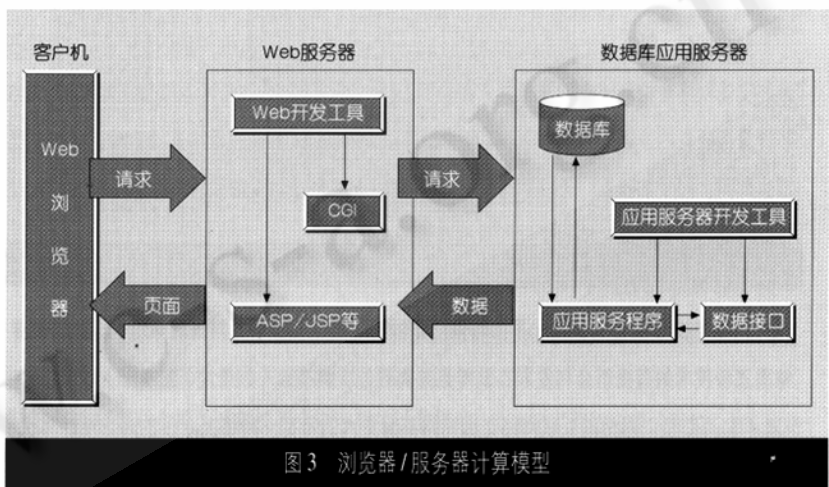 客户机
Web服务器
数据库应用服务器
Web
浏
览
器
请求
页面
Web开发工具
CGI
ASP/JSP等
请求
数据
数据库
应用服务器开发工具
应用服务程序
数据接口
图3 浏览器/服务器计算模型